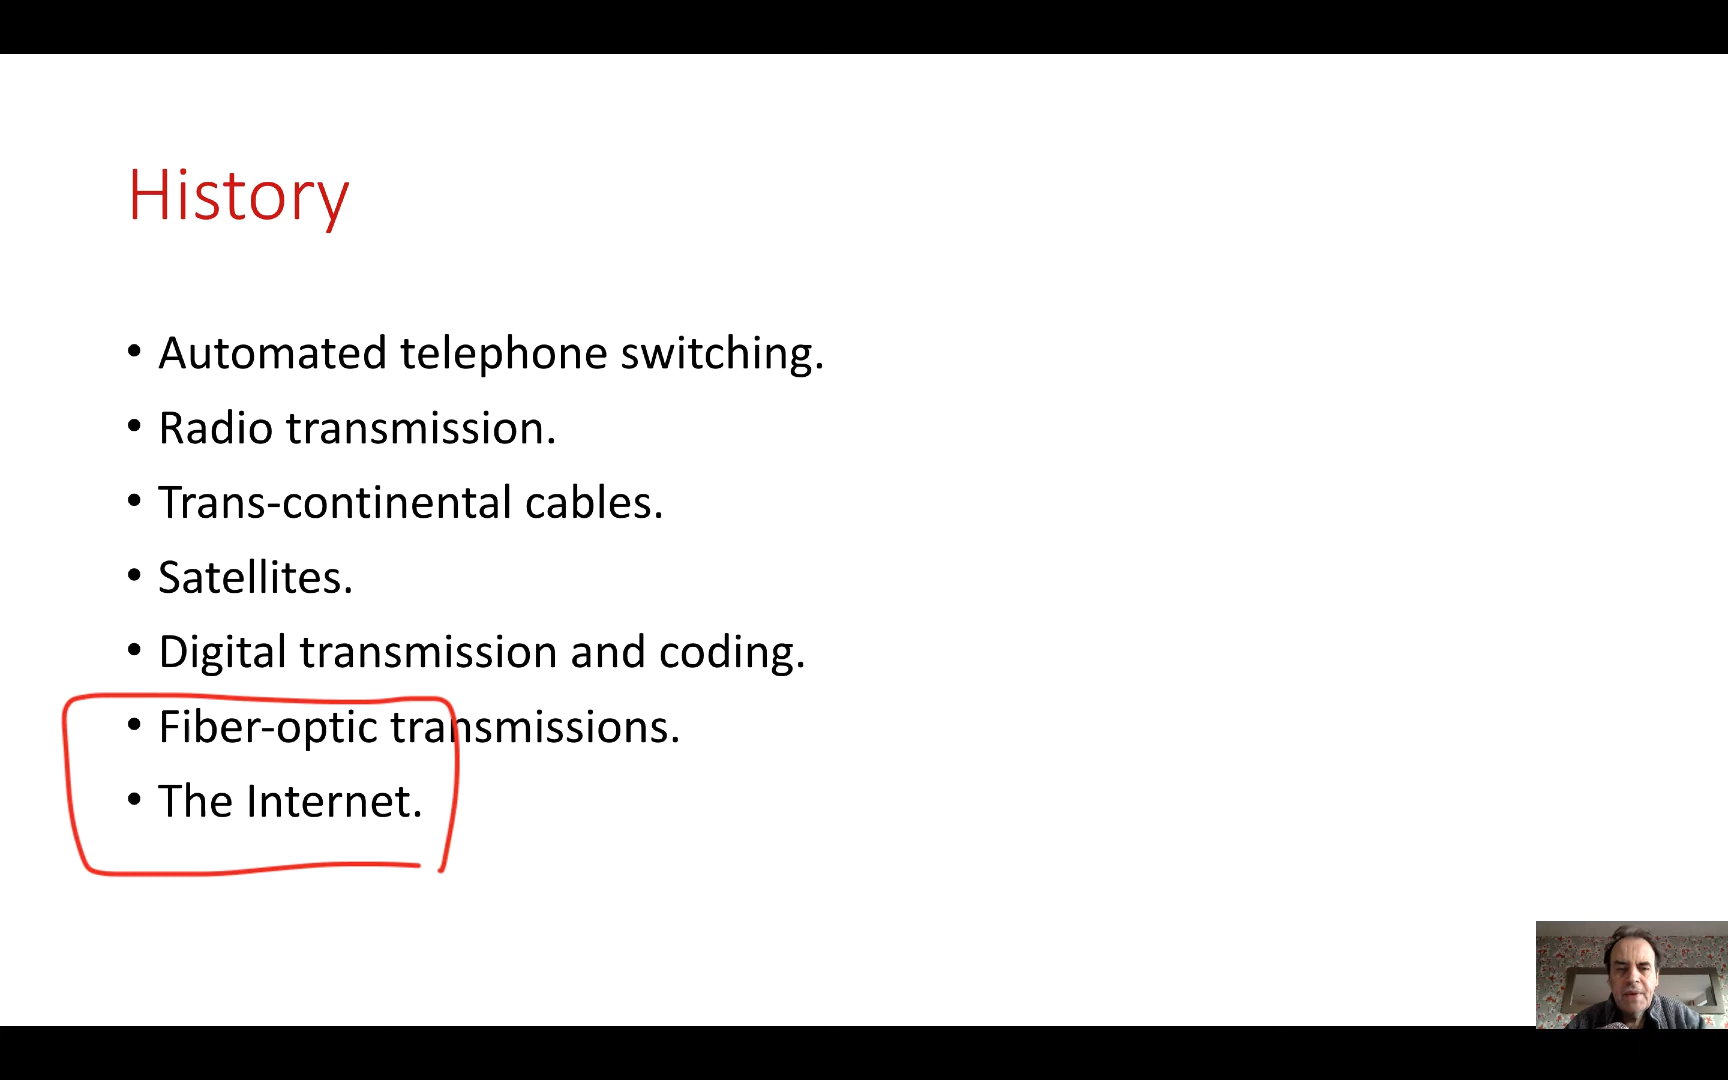 History
• Automated telephone switching.
• Radio transmission.
• Trans-continental cables.
• Satellites.
• Digital transmission and coding.
• Fiber-optic transmissions.
• The Internet.